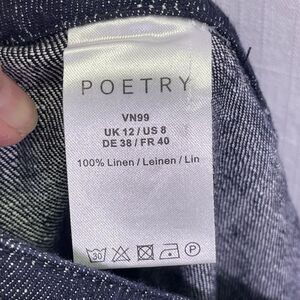 POETRY
VN99
UK 12 / US 8
DE 38 / FR 40
100% Linen / Leinen / Lin
30 P